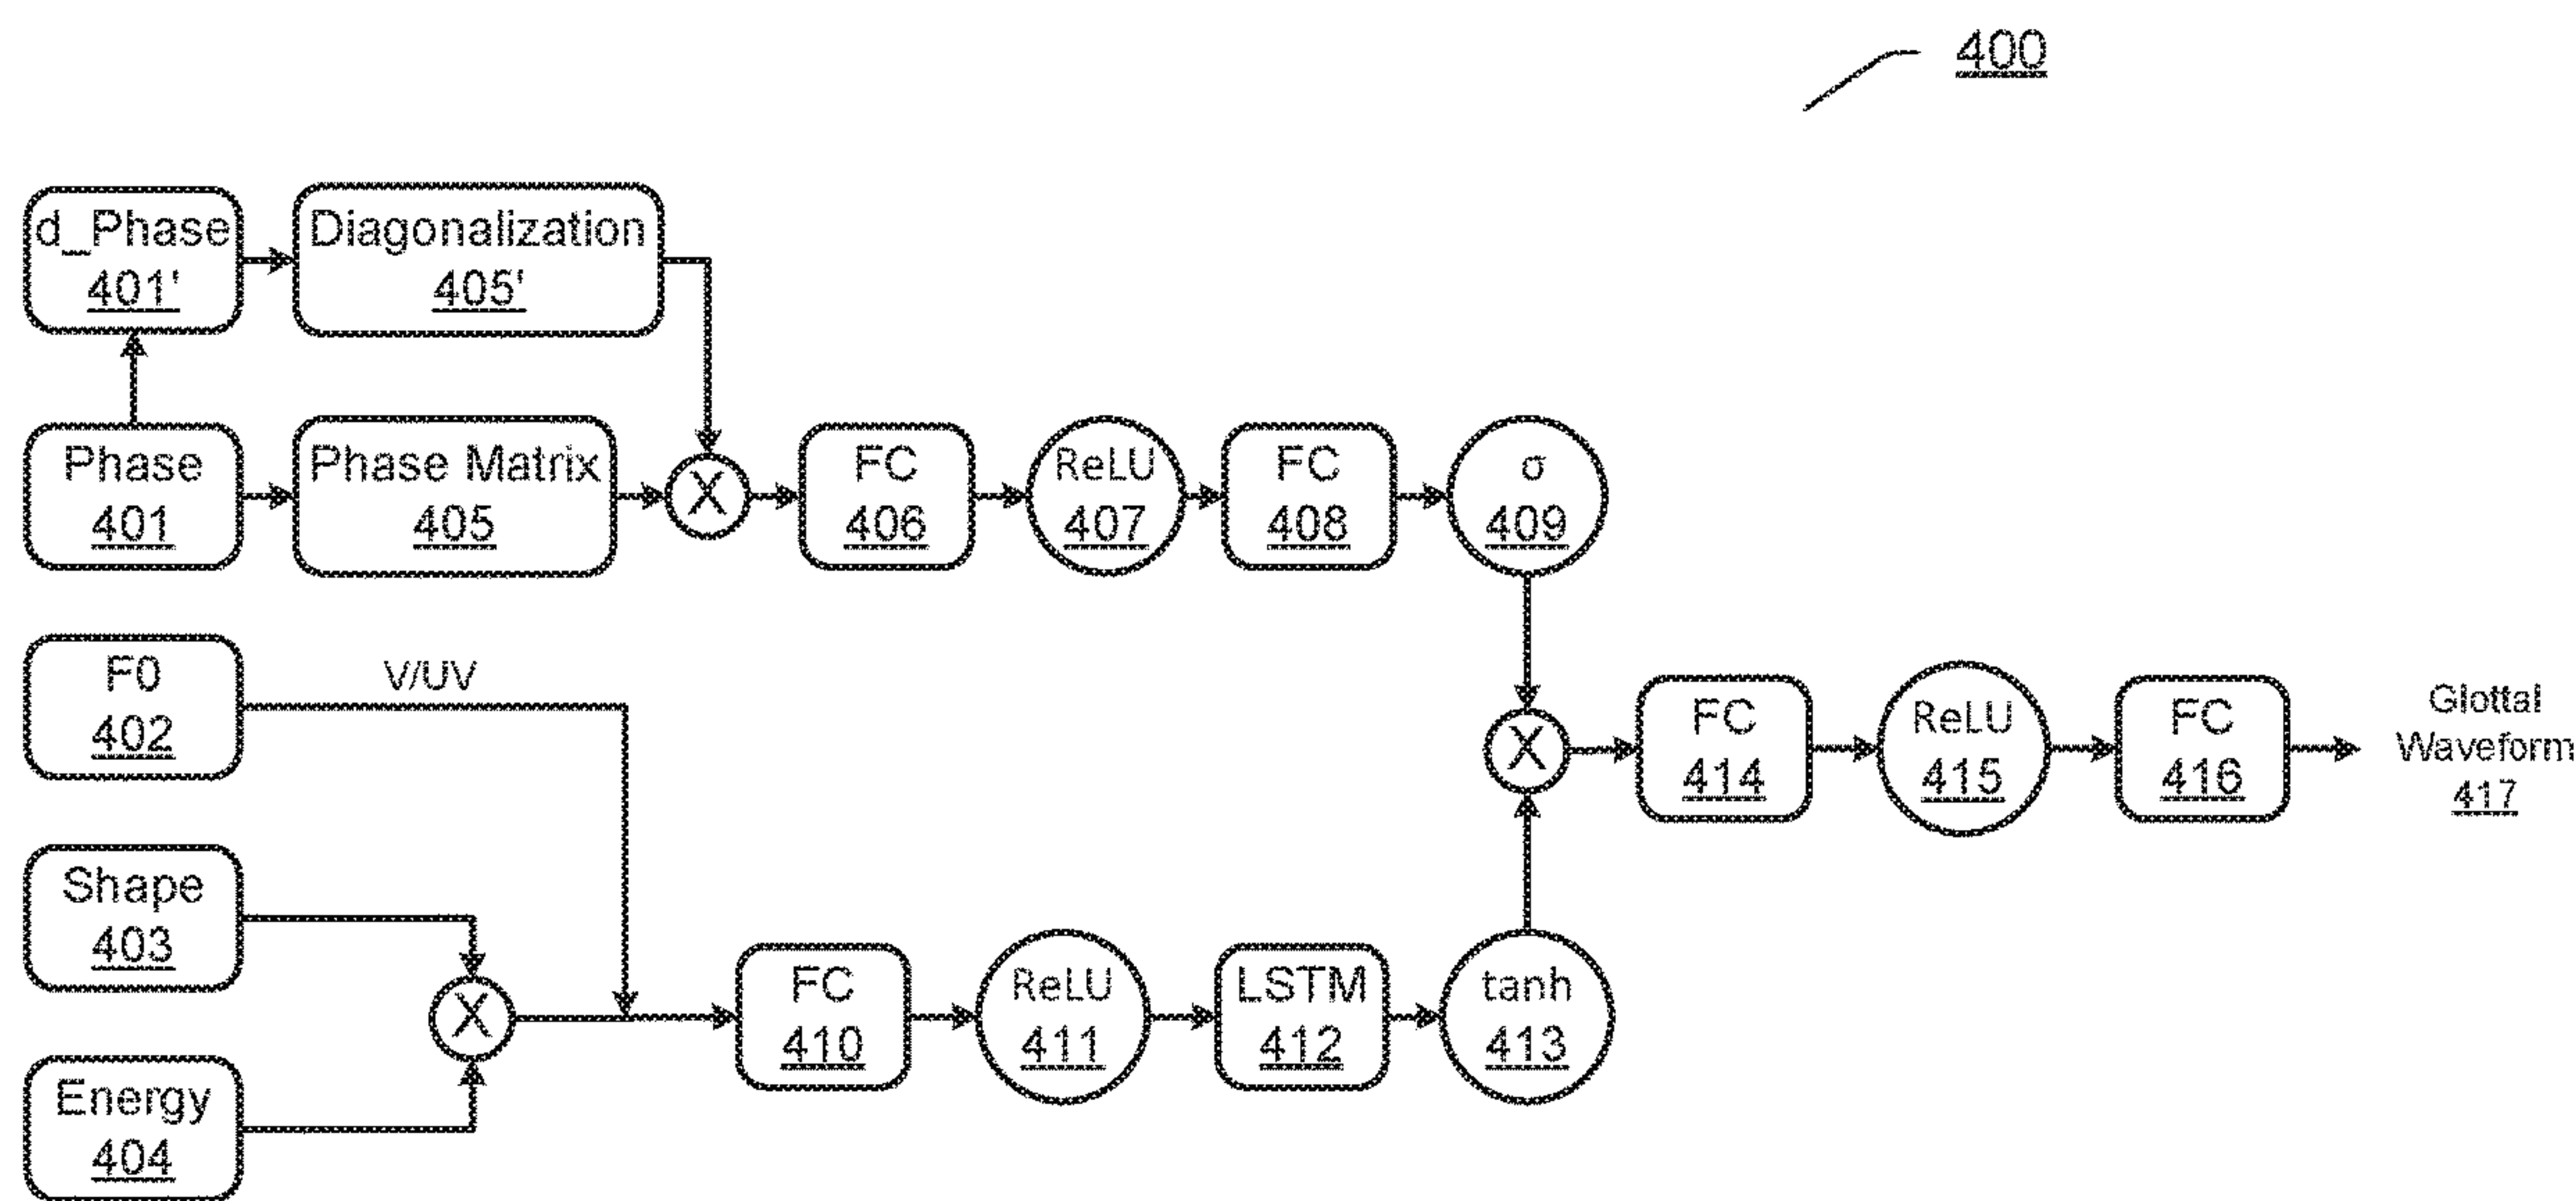 400
d_Phase
401'
Diagonalization
405'
Phase
401
Phase Matrix
405
X
FC
406
ReLU
407
FC
408
σ
409
F0
402
V/UV
X
FC
414
ReLU
415
FC
416
Glottal
Waveform
417
Shape
403
X
Energy
404
FC
410
ReLU
411
LSTM
412
tanh
413